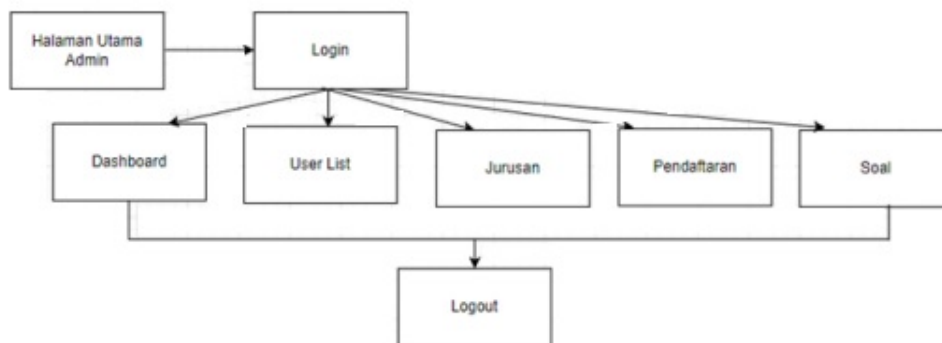 Halaman Utama
Admin
Login
Dashboard
User List
Jurusan
Pendaftaran
Soal
Logout